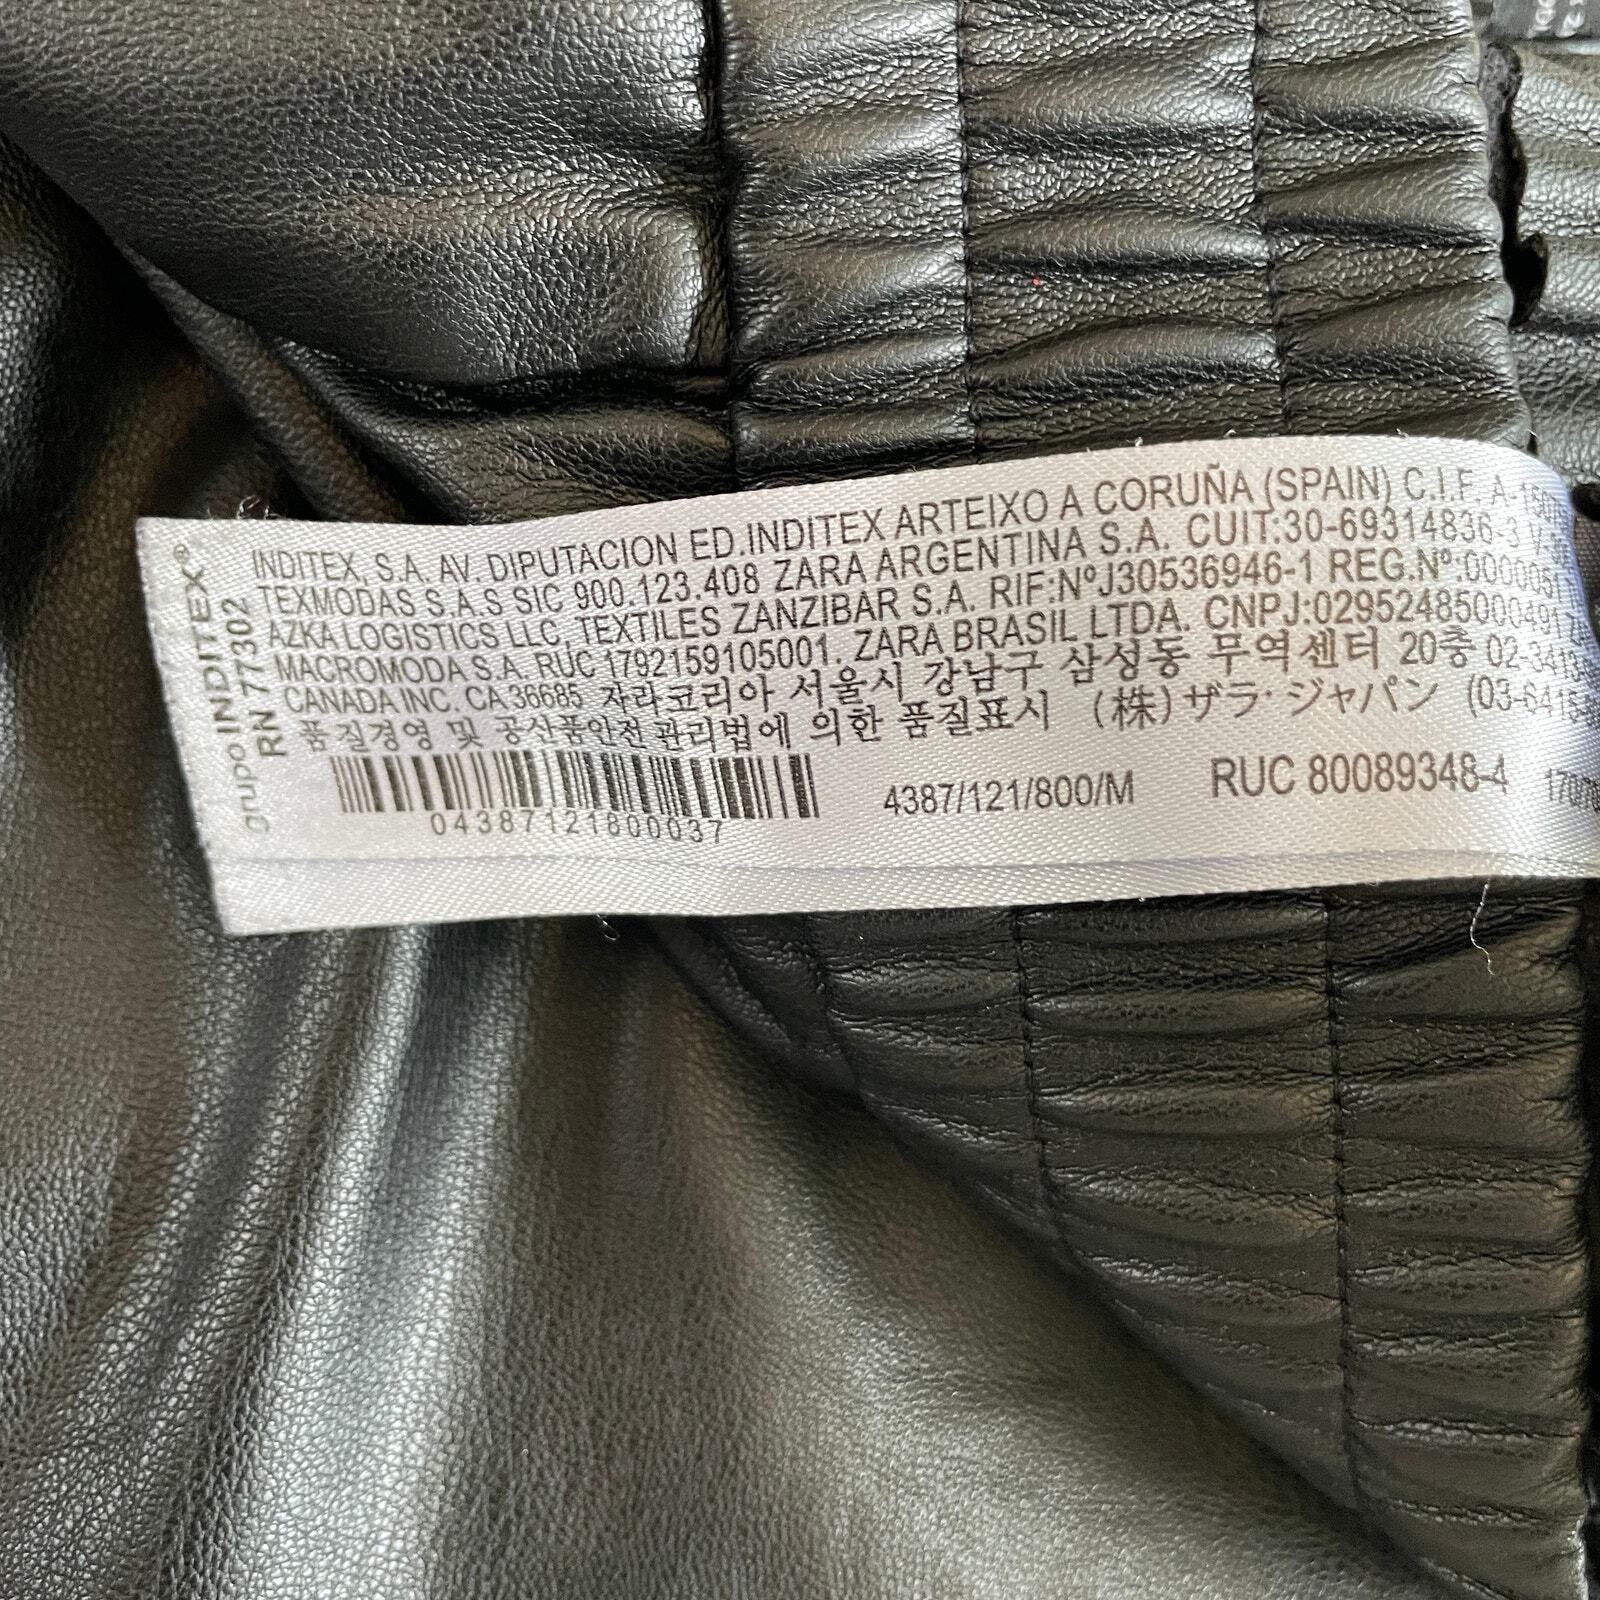 grupo INDITEX®
RN 77302
INDITEX, S.A. AV. DIPUTACION ED.INDITEX ARTEIXO A CORUÑA (SPAIN) C.I.F.
TEXMODAS S.A.S SIC 900.123.408 ZARA ARGENTINA S.A. CUIT:30-69314836-3
AZKA LOGISTICS LLC, TEXTILES ZANZIBAR S.A. RIF:NºJ30536946-1 REG.Nº:
MACROMODA S.A. RUC 1792159105001. ZARA BRASIL LTDA. CNPJ:02952485000491
CANADA INC. CA 36685 자라코리아 서울시 강남구 삼성동 무역센터 20층
품질경영 및 공산품안전 관리법에 의한 품질표시 (株)ザラ·ジャパン
04387121800037
4387/121/800/M
RUC 80089348-4